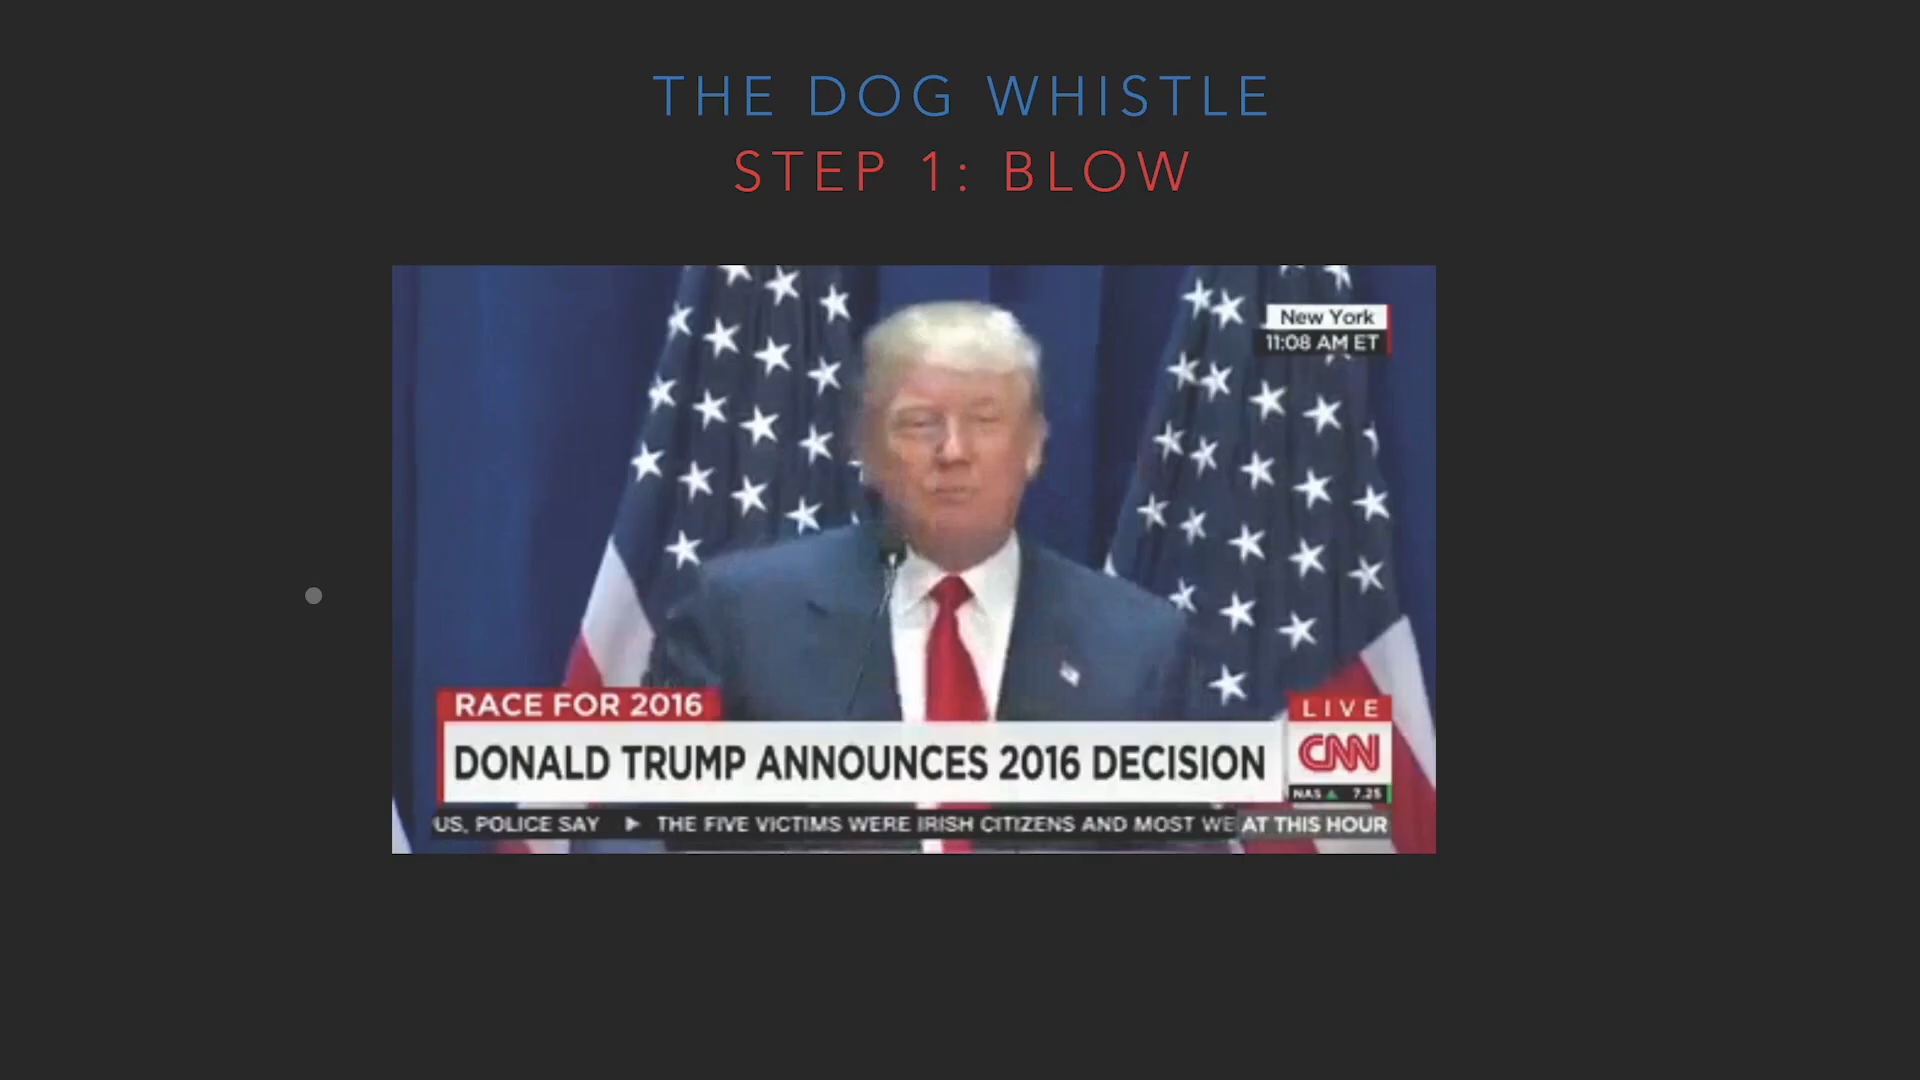 THE DOG WHISTLE
STEP 1: BLOW
New York
11:08 AM ET
RACE FOR 2016
LIVE
DONALD TRUMP ANNOUNCES 2016 DECISION
CNN
NAS ▲ 7.25
US, POLICE SAY ▶ THE FIVE VICTIMS WERE IRISH CITIZENS AND MOST WE
AT THIS HOUR